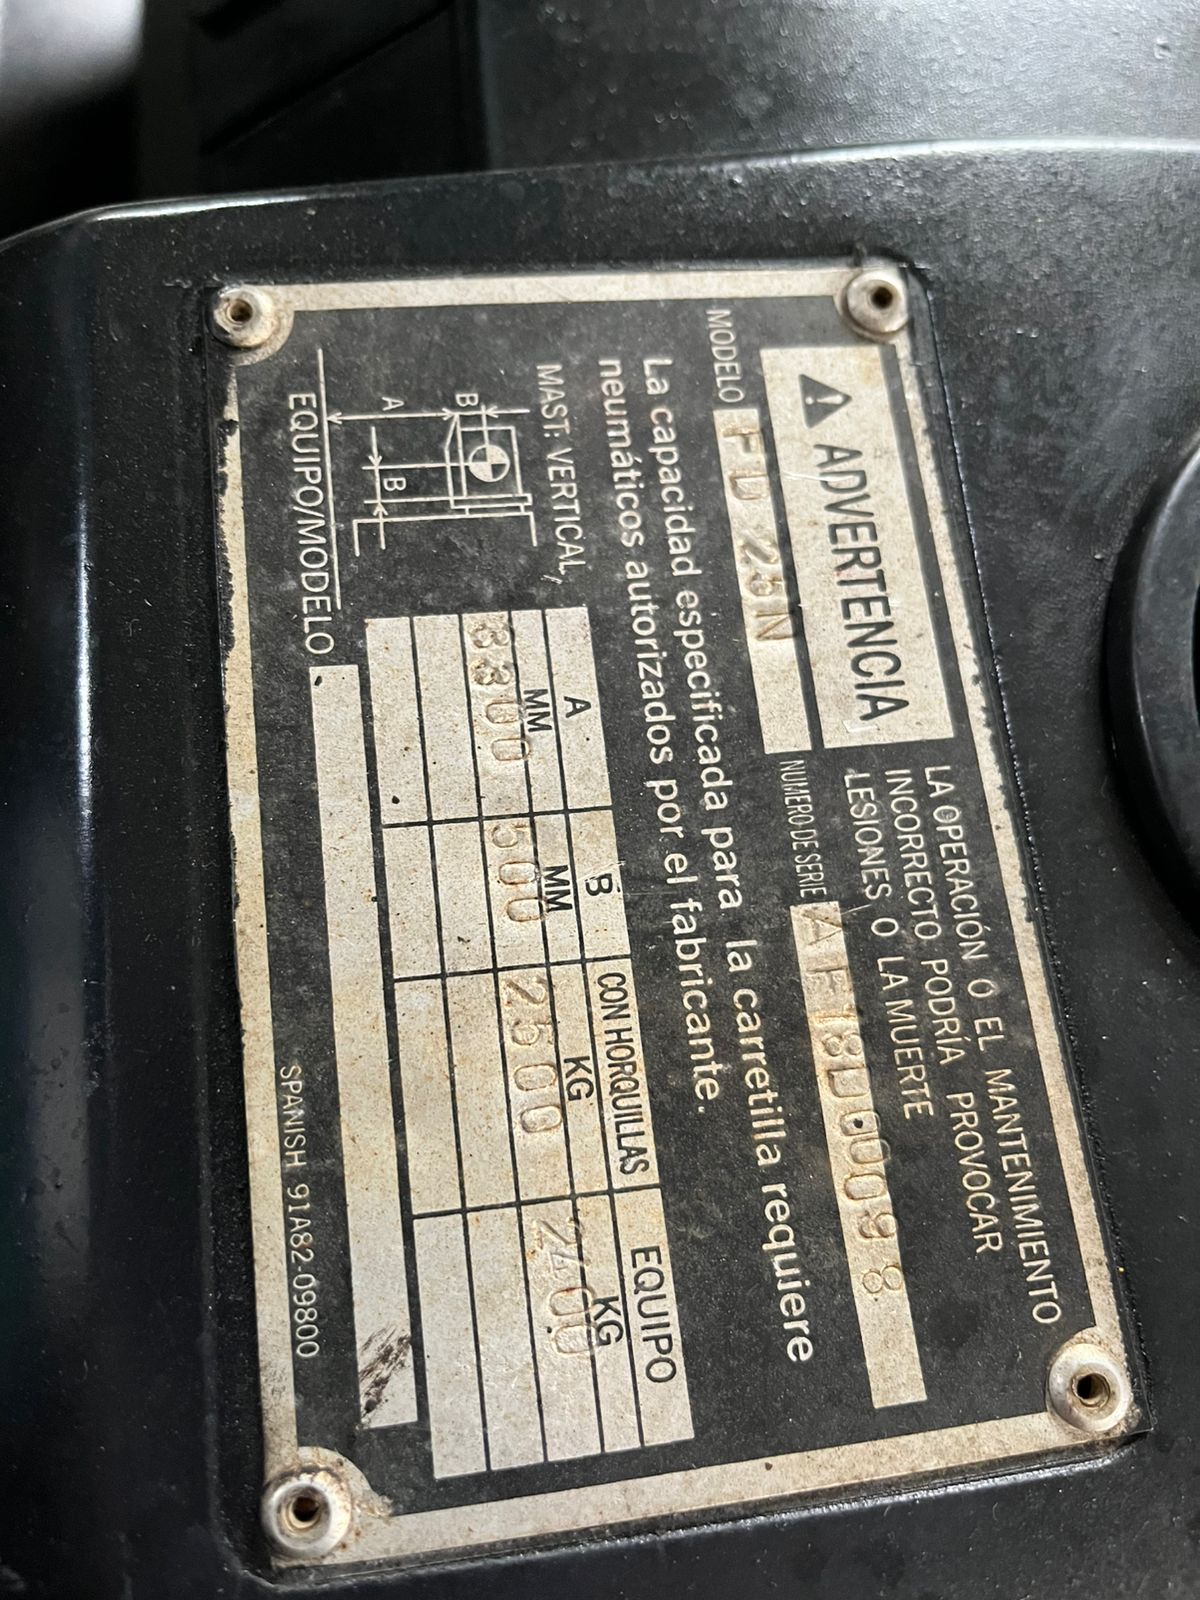 ⚠ ADVERTENCIA
LA OPERACIÓN O EL MANTENIMIENTO
INCORRECTO PODRÍA PROVOCAR
LESIONES O LA MUERTE
MODELO FD25N NUMERO DE SERIE AF18D00098
La capacidad especificada para la carretilla requiere
neumáticos autorizados por el fabricante.
MAST: VERTICAL,
A B CON HORQUILLAS EQUIPO
MM MM KG KG
3300 500 2500 2400
B
A B
EQUIPO/MODELO
SPANISH 91A82-09800